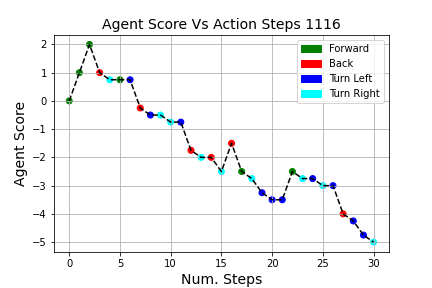 Agent Score Vs Action Steps 1116
Forward
Back
Turn Left
Turn Right
Agent Score
2
1
0
−1
−2
−3
−4
−5
0 5 10 15 20 25 30
Num. Steps